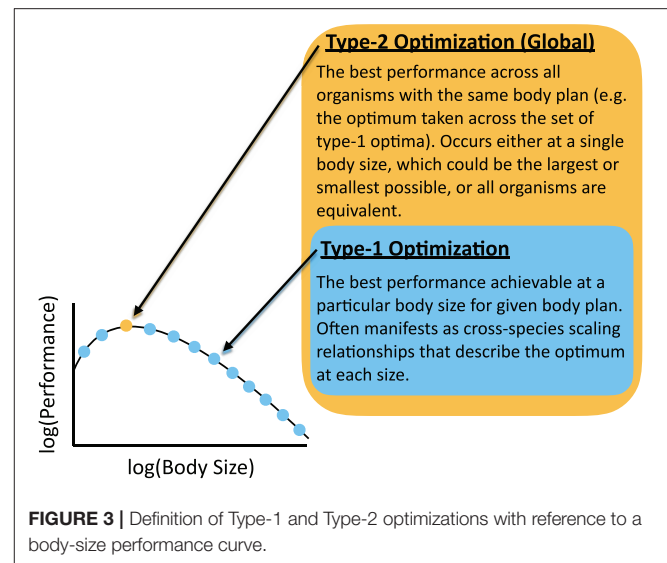 Type-2 Optimization (Global)
The best performance across all
organisms with the same body plan (e.g.
the optimum taken across the set of
type-1 optima). Occurs either at a single
body size, which could be the largest or
smallest possible, or all organisms are
equivalent.
Type-1 Optimization
The best performance achievable at a
particular body size for given body plan.
Often manifests as cross-species scaling
relationships that describe the optimum
at each size.
log(Performance)
log(Body Size)
FIGURE 3 | Definition of Type-1 and Type-2 optimizations with reference to a
body-size performance curve.